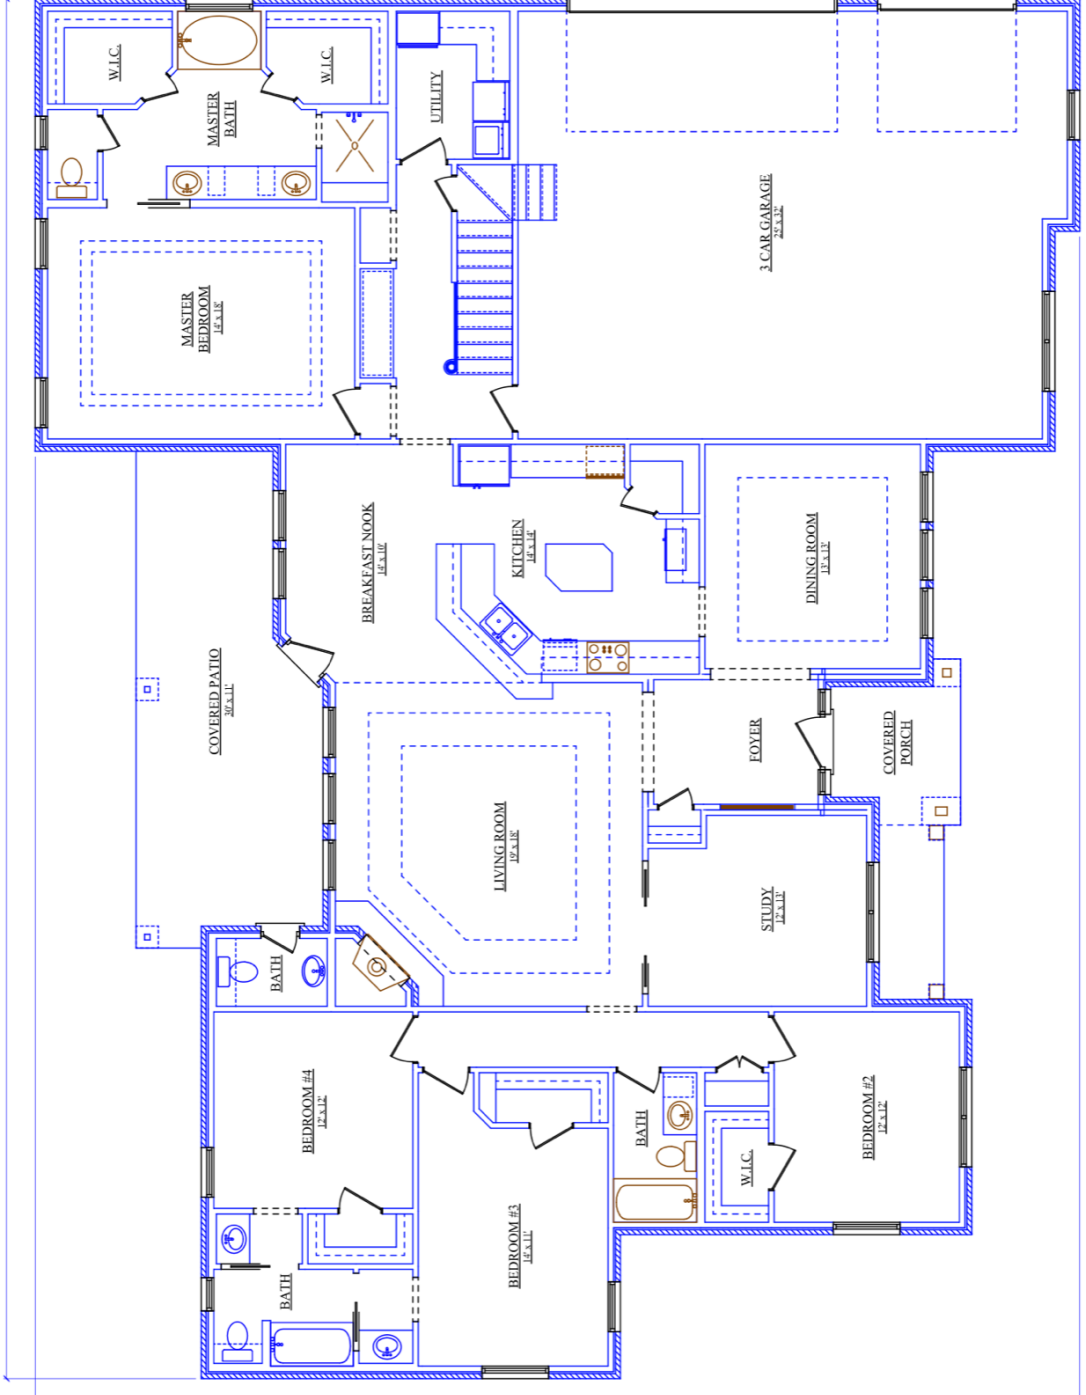 W.I.C.
W.I.C.
MASTER
BATH
UTILITY
3 CAR GARAGE
25' x 32'
MASTER
BEDROOM
14' x 18'
BREAKFAST NOOK
14' x 10'
KITCHEN
14' x 14'
DINING ROOM
13' x 13'
COVERED PATIO
30' x 11'
FOYER
COVERED
PORCH
LIVING ROOM
19' x 18'
STUDY
12' x 13'
BATH
BEDROOM #4
12' x 12'
BATH
W.I.C.
BEDROOM #2
12' x 12'
BEDROOM #3
14' x 11'
BATH